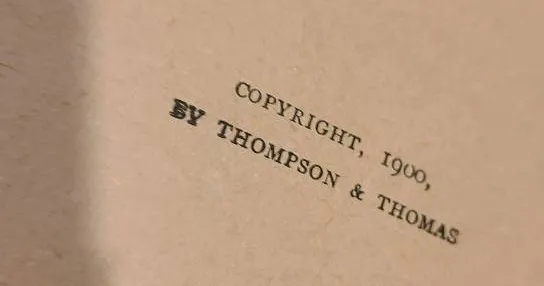 COPYRIGHT, 1900,
BY THOMPSON & THOMAS